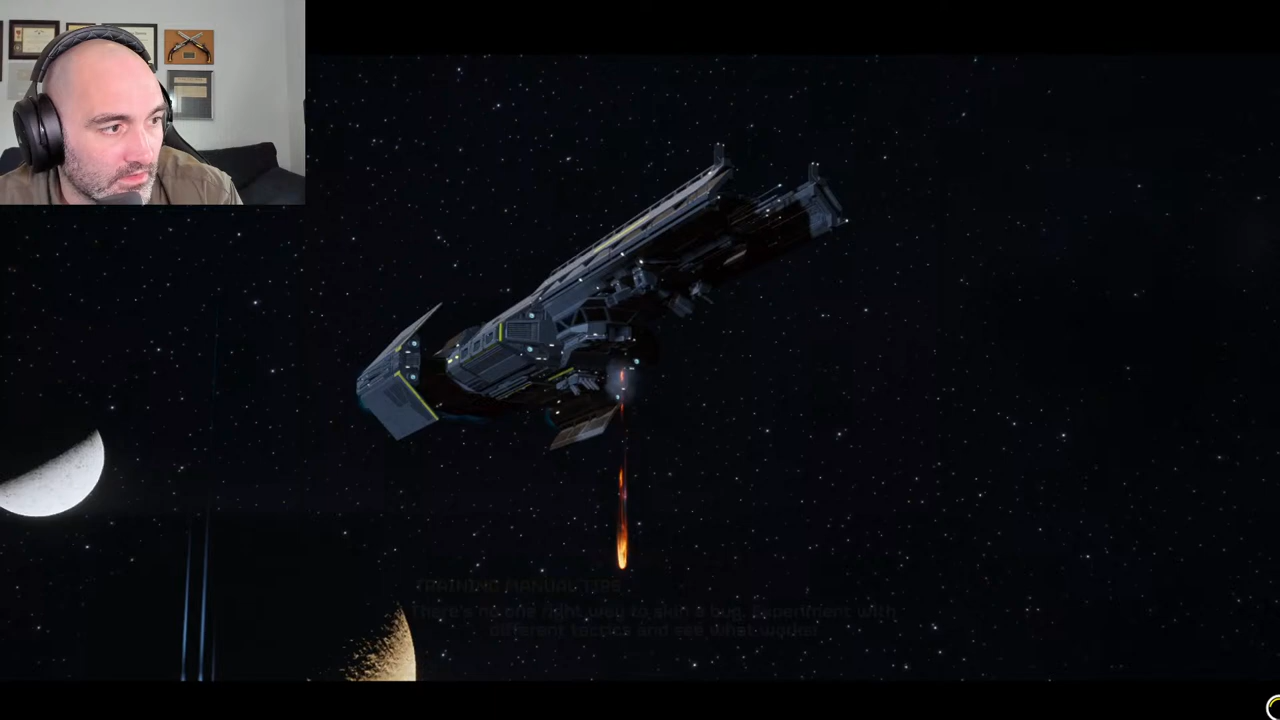 TRAINING MANUAL TIPS
There's no one right way to skin a bug. Experiment with
different tactics and see what works!